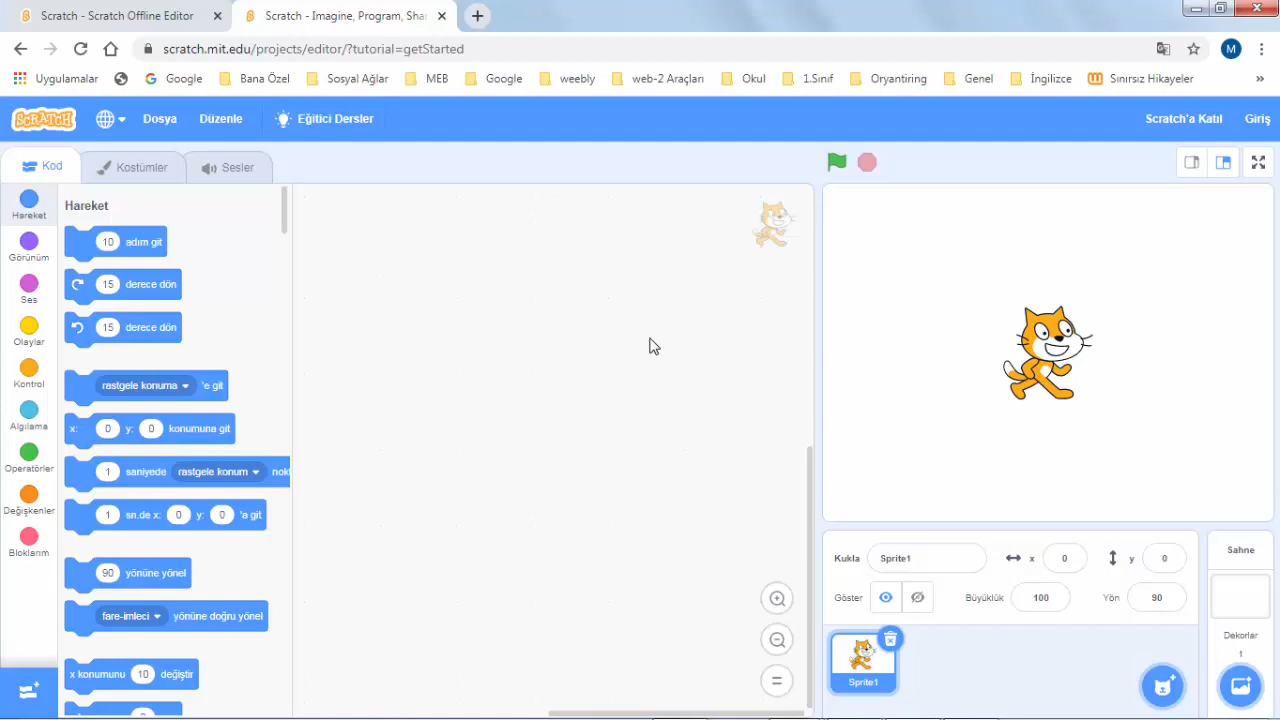 Scratch - Scratch Offline Editor
Scratch - Imagine, Program, Shar
scratch.mit.edu/projects/editor/?tutorial=getStarted
M
Uygulamalar
Google
Bana Özel
Sosyal Ağlar
MEB
Google
weebly
web-2 Araçları
Okul
1.Sınıf
Oryantiring
Genel
İngilizce
Sınırsız Hikayeler
»
SCRATCH
Dosya
Düzenle
Eğitici Dersler
Scratch'a Katıl
Giriş
Kod
Kostümler
Sesler
Hareket
Görünüm
Ses
Olaylar
Kontrol
Algılama
Operatörler
Değişkenler
Bloklarım
Hareket
10 adım git
15 derece dön
15 derece dön
rastgele konuma 'e git
x: 0 y: 0 konumuna git
1 saniyede rastgele konum nokt
1 sn.de x: 0 y: 0 'a git
90 yönüne yönel
fare-imleci yönüne doğru yönel
x konumunu 10 değiştir
Kukla Sprite1 x 0 y 0
Göster Büyüklük 100 Yön 90
Sprite1
Sahne
Dekorlar
1